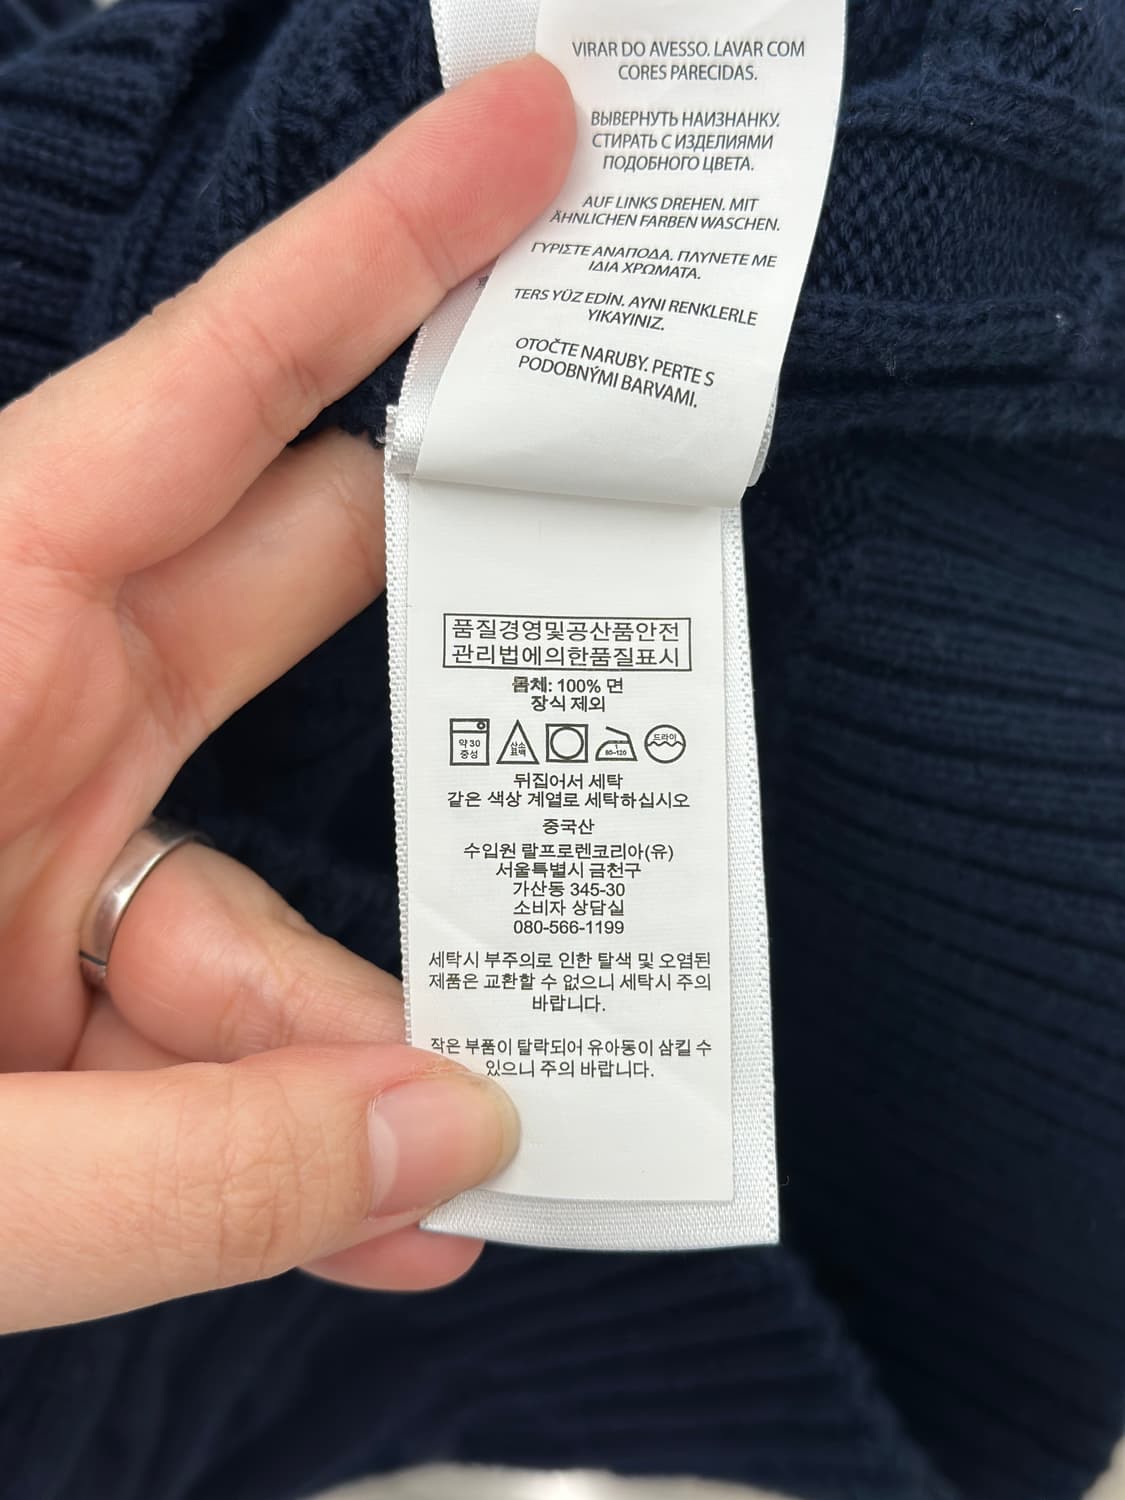 VIRAR DO AVESSO. LAVAR COM
CORES PARECIDAS.
ВЫВЕРНУТЬ НАИЗНАНКУ.
СТИРАТЬ С ИЗДЕЛИЯМИ
ПОДОБНОГО ЦВЕТА.
AUF LINKS DREHEN. MIT
ÄHNLICHEN FARBEN WASCHEN.
ΓΥΡΙΣΤΕ ΑΝΑΠΟΔΑ. ΠΛΥΝΕΤΕ ΜΕ
ΙΔΙΑ ΧΡΩΜΑΤΑ.
TERS YÜZ EDİN. AYNI RENKLERLE
YIKAYINIZ.
OTOČTE NARUBY. PERTE S
PODOBNÝMI BARVAMI.
품질경영및공산품안전
관리법에의한품질표시
몸체: 100% 면
장식 제외
약30
중성
산소
표백
1
80-120
드라이
뒤집어서 세탁
같은 색상 계열로 세탁하십시오
중국산
수입원 랄프로렌코리아(유)
서울특별시 금천구
가산동 345-30
소비자 상담실
080-566-1199
세탁시 부주의로 인한 탈색 및 오염된
제품은 교환할 수 없으니 세탁시 주의
바랍니다.
작은 부품이 탈락되어 유아동이 삼킬 수
있으니 주의 바랍니다.